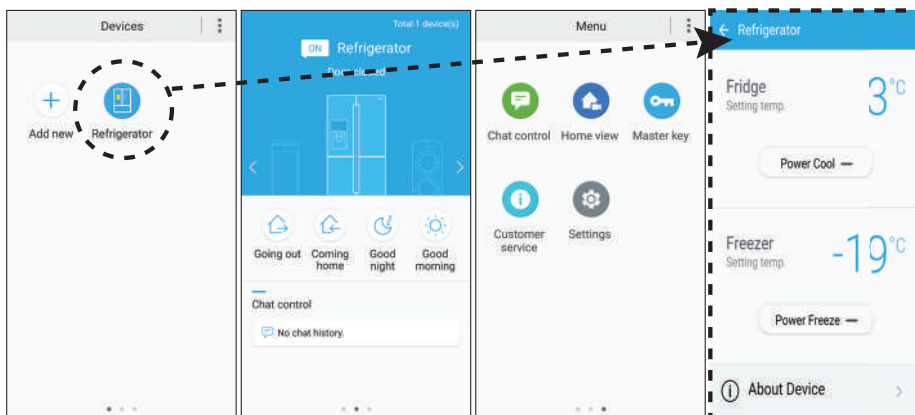 Devices
Add new
Refrigerator
Total 1 device(s)
ON Refrigerator
Door closed
Going out
Coming
home
Good
night
Good
morning
Chat control
No chat history.
Menu
Chat control
Home view
Master key
Customer
service
Settings
Refrigerator
Fridge
Setting temp.
3°C
Power Cool —
Freezer
Setting temp.
-19°C
Power Freeze —
About Device